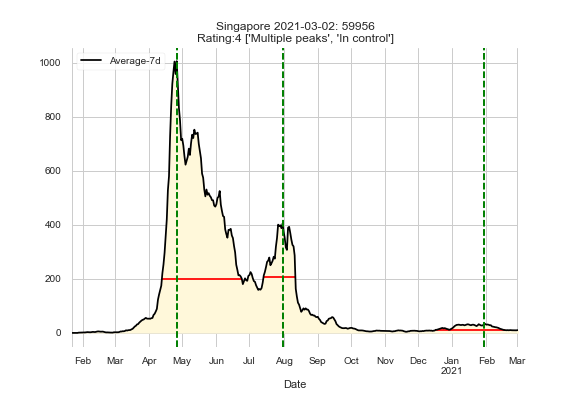 Singapore 2021-03-02: 59956
Rating:4 ['Multiple peaks', 'In control']
Average-7d
1000
800
600
400
200
0
Feb Mar Apr May Jun Jul Aug Sep Oct Nov Dec Jan Feb Mar
2021
Date